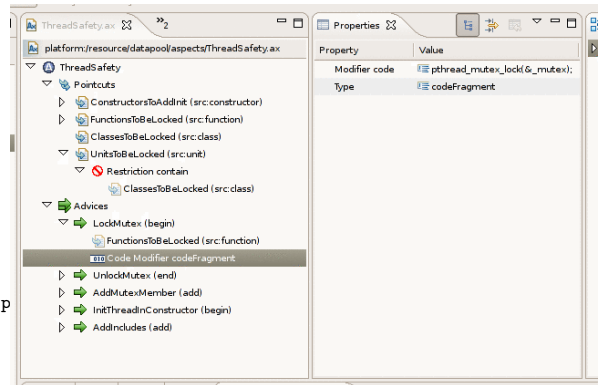 ThreadSafety.ax
»2
platform:/resource/datapool/aspects/ThreadSafety.ax
ThreadSafety
Pointcuts
ConstructorsToAddInit (src:constructor)
FunctionsToBeLocked (src:function)
ClassesToBeLocked (src:class)
UnitsToBeLocked (src:unit)
Restriction contain
ClassesToBeLocked (src:class)
Advices
LockMutex (begin)
FunctionsToBeLocked (src:function)
010 Code Modifier codeFragment
UnlockMutex (end)
AddMutexMember (add)
InitThreadInConstructor (begin)
AddIncludes (add)
p
Properties
Property Value
Modifier code pthread_mutex_lock(&_mutex);
Type codeFragment